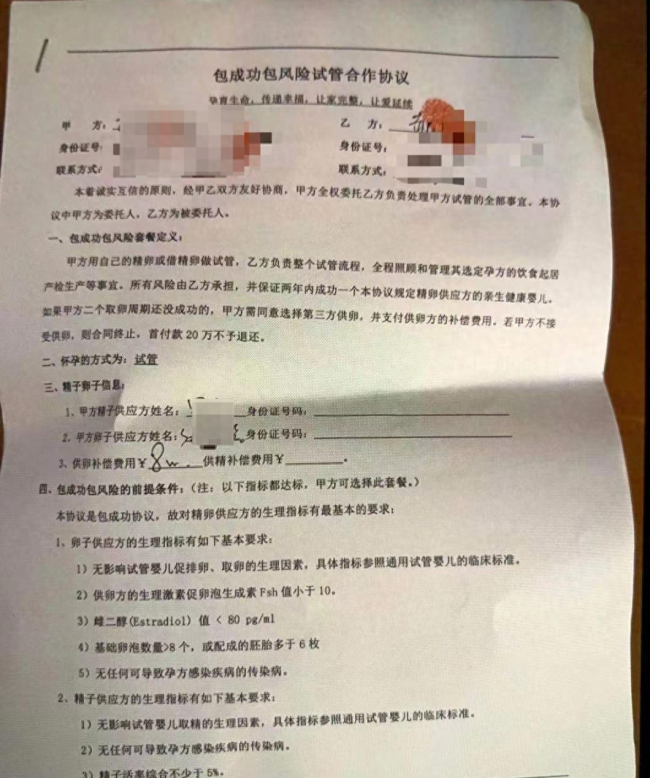 1
包成功包风险试管合作协议
孕育生命，传递幸福，让家完整，让爱延续
甲 方： 乙 方：
身份证号： 身份证号：
联系方式： 联系方式：
本着诚实互信的原则，经甲乙双方友好协商，甲方全权委托乙方负责处理甲方试管的全部事宜。本协
议中甲方为委托人，乙方为被委托人。
一、包成功包风险套餐定义：
甲方用自己的精卵或借精卵做试管，乙方负责整个试管流程，全程照顾和管理其选定孕方的饮食起居
产检生产等事宜。所有风险由乙方承担，并保证两年内成功一个本协议规定精卵供应方的亲生健康婴儿。
如果甲方二个取卵周期还没成功的，甲方需同意选择第三方供卵，并支付供卵方的补偿费用。若甲方不接
受供卵，则合同终止，首付款 20 万不予退还。
二、怀孕的方式为：试管
三、精子卵子信息：
1、甲方精子供应方姓名： 身份证号码：
2、甲方卵子供应方姓名： 身份证号码：
3、供卵补偿费用￥8w 供精补偿费用￥ 。
四、包成功包风险的前提条件：（注：以下指标都达标，甲方可选择此套餐。）
本协议是包成功协议，故对精卵供应方的生理指标有最基本的要求：
1、卵子供应方的生理指标有如下基本要求：
1）无影响试管婴儿促排卵、取卵的生理因素，具体指标参照通用试管婴儿的临床标准。
2）供卵方的生理激素促卵泡生成素 Fsh 值小于 10。
3）雌二醇(Estradiol) 值 < 80 pg/ml
4）基础卵泡数量>8 个，或配成的胚胎多于 6 枚
5）无任何可导致孕方感染疾病的传染病。
2、精子供应方的生理指标有如下基本要求：
1）无影响试管婴儿取精的生理因素，具体指标参照通用试管婴儿的临床标准。
2）无任何可导致孕方感染疾病的传染病。
3）精子活率综合不少于 5%。